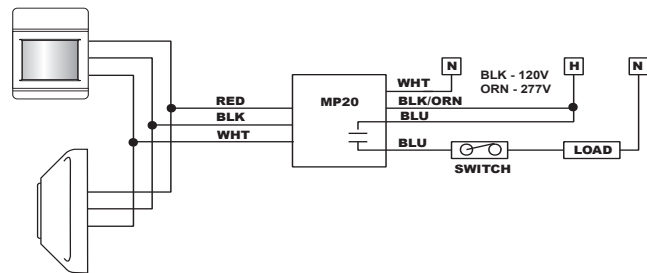 N
BLK - 120V
ORN - 277V
H
N
WHT
RED
MP20
BLK/ORN
BLK
BLU
WHT
BLU
LOAD
SWITCH